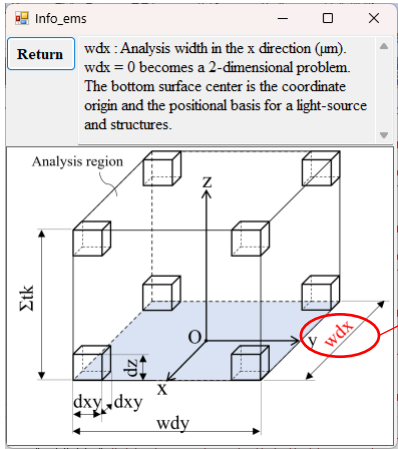 Info_ems
Return
wdx : Analysis width in the x direction (μm).
wdx = 0 becomes a 2-dimensional problem.
The bottom surface center is the coordinate
origin and the positional basis for a light-source
and structures.
Analysis region
z
Σtk
O
y
wdx
dz
x
dxy
dxy
wdy